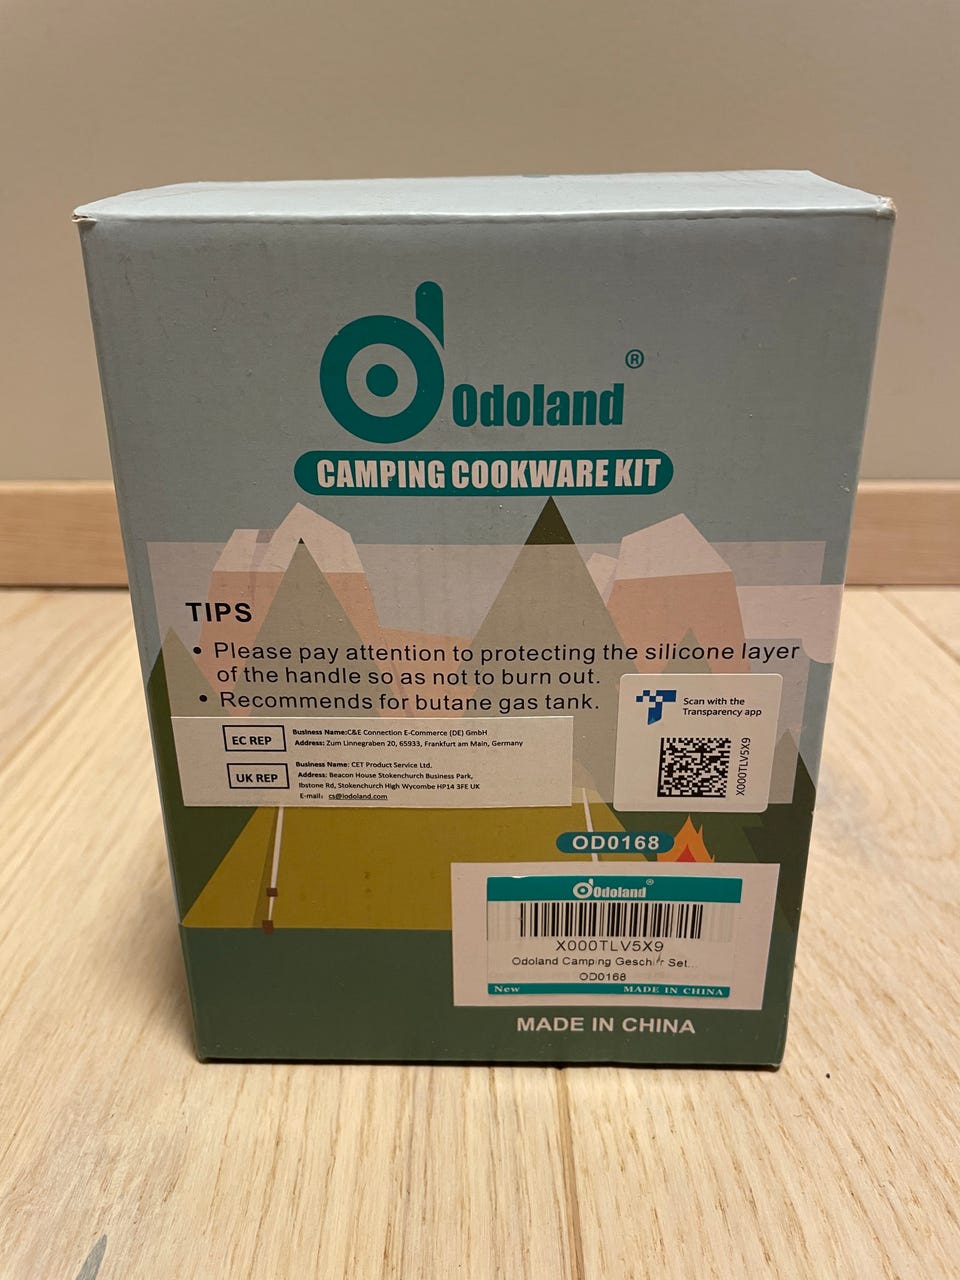 Odoland ®
CAMPING COOKWARE KIT
TIPS
• Please pay attention to protecting the silicone layer
of the handle so as not to burn out.
• Recommends for butane gas tank.
EC REP
Business Name:C&E Connection E-Commerce (DE) GmbH
Address: Zum Linnegraben 20, 65933, Frankfurt am Main, Germany
UK REP
Business Name: CET Product Service Ltd.
Address: Beacon House Stokenchurch Business Park,
Ibstone Rd, Stokenchurch High Wycombe HP14 3FE UK
E-mail: cs@iodoland.com
Scan with the
Transparency app
X000TLV5X9
OD0168
Odoland ®
X000TLV5X9
Odoland Camping Geschirr Set...
OD0168
New MADE IN CHINA
MADE IN CHINA